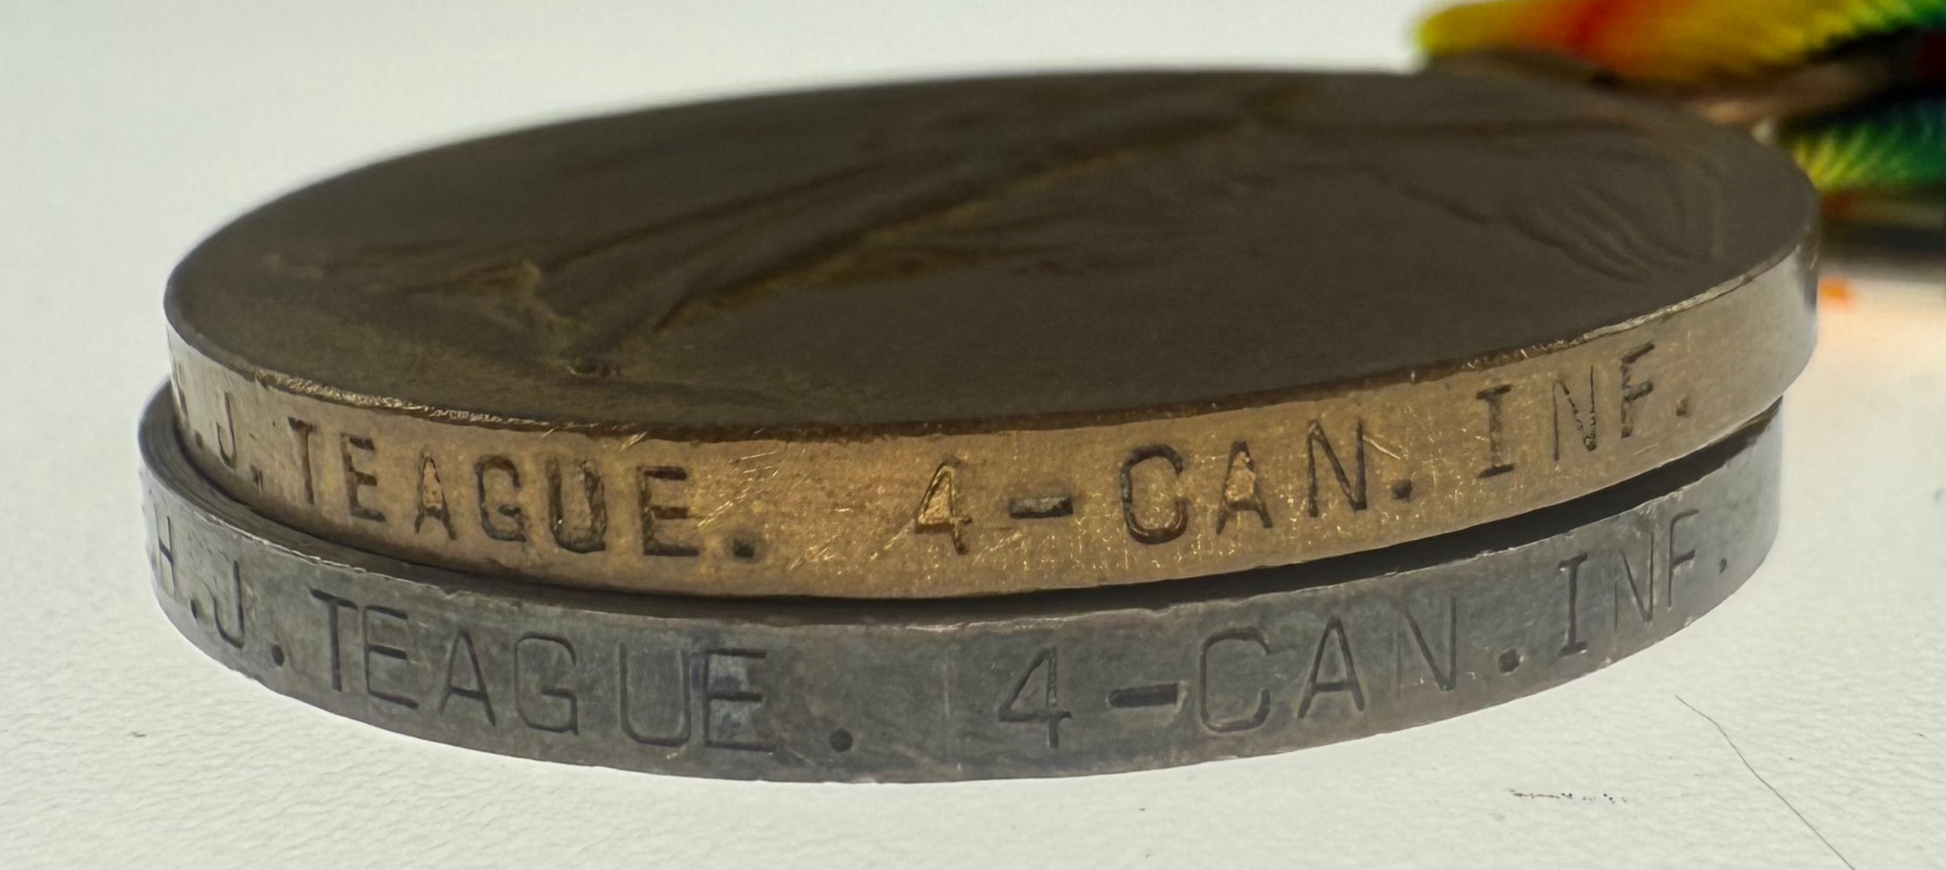 .J.TEAGUE. 4-CAN.INF.
H.J.TEAGUE. 4-CAN.INF.